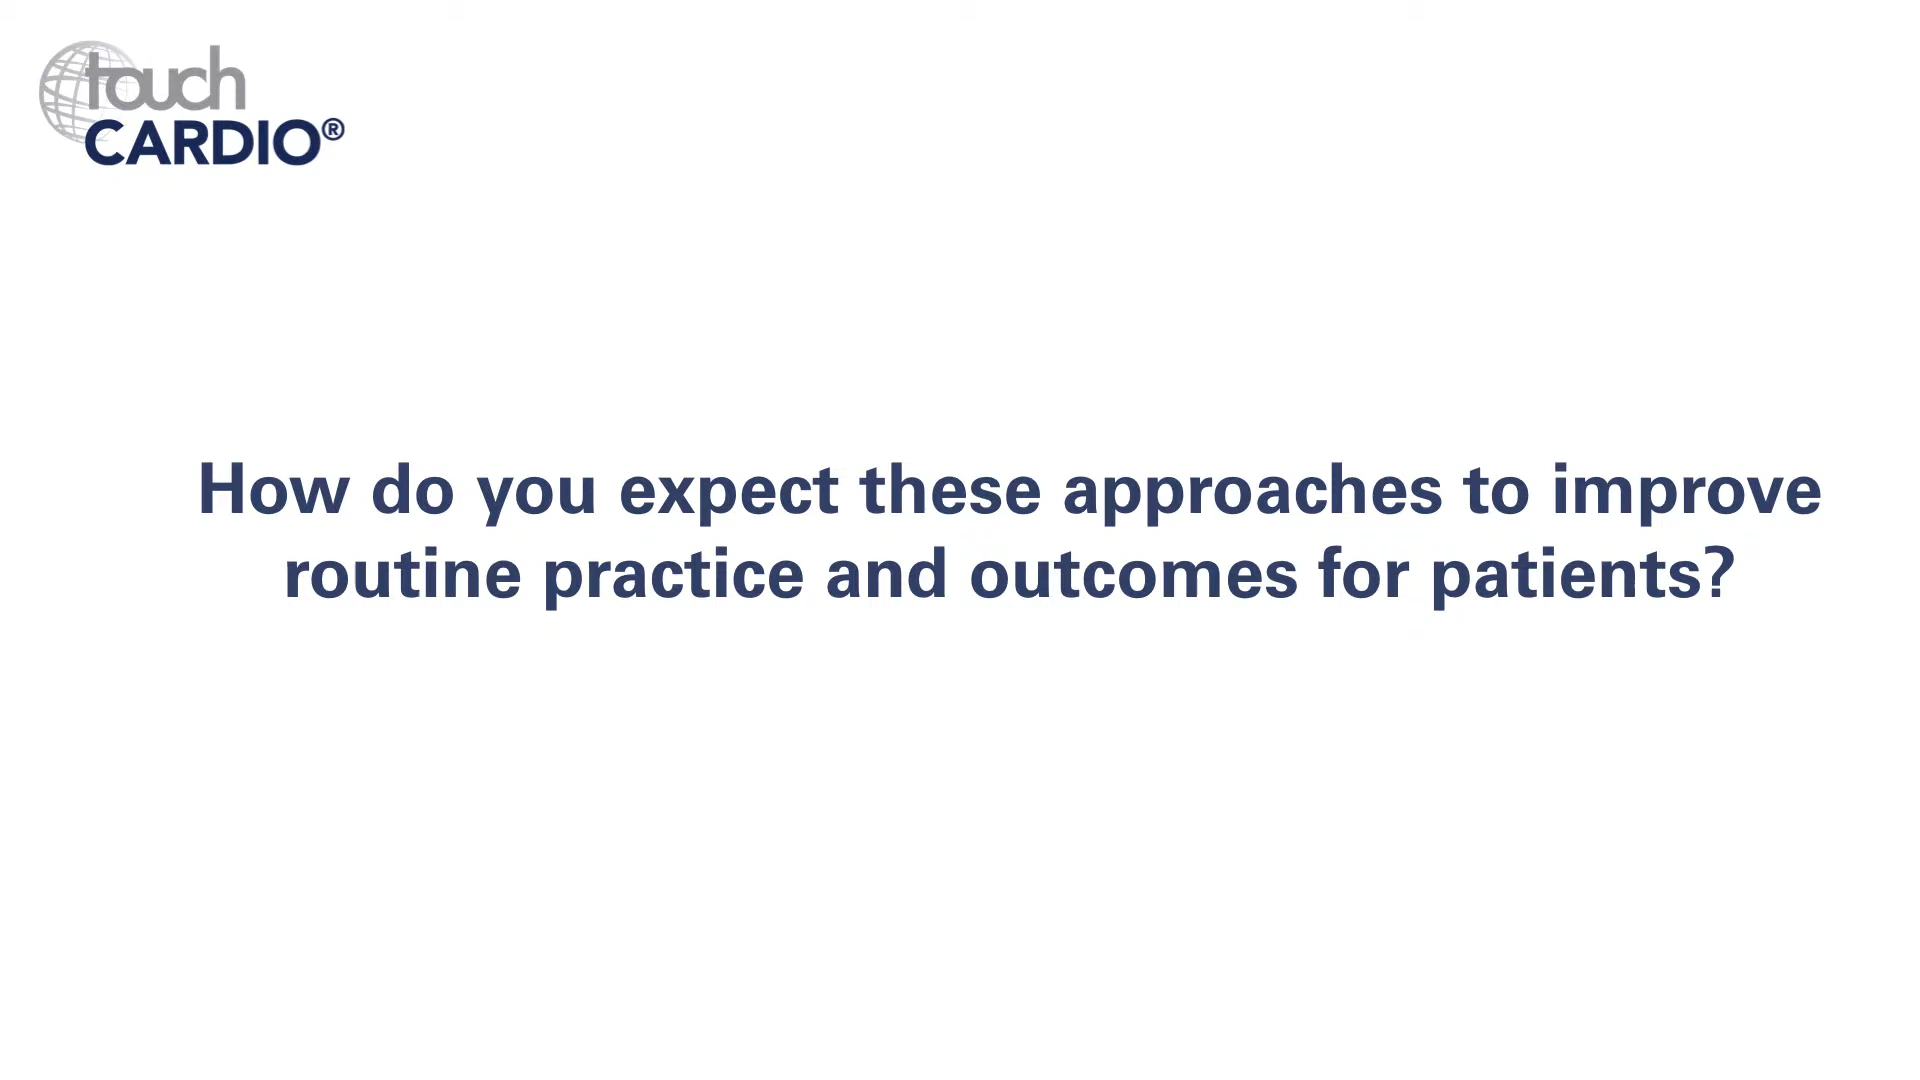 touch
CARDIO®
How do you expect these approaches to improve
routine practice and outcomes for patients?